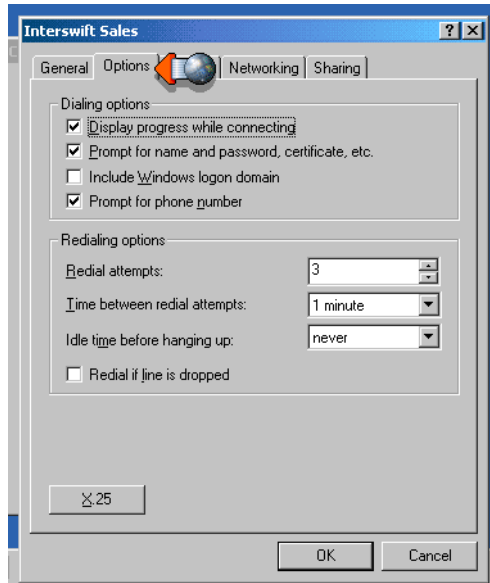 Interswift Sales
General Options Networking Sharing
Dialing options
Display progress while connecting
Prompt for name and password, certificate, etc.
Include Windows logon domain
Prompt for phone number
Redialing options
Redial attempts: 3
Time between redial attempts: 1 minute
Idle time before hanging up: never
Redial if line is dropped
X.25
OK Cancel